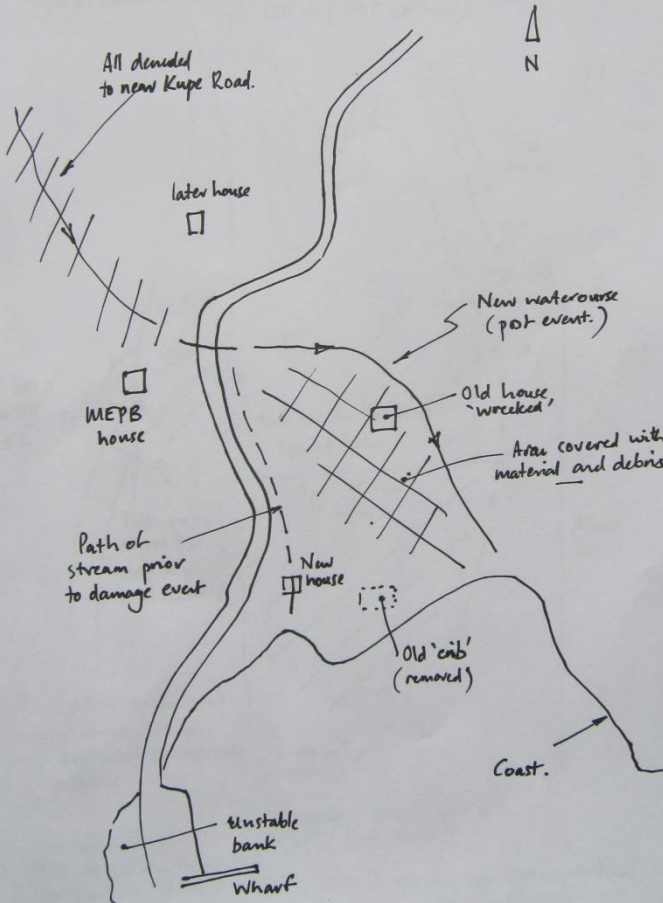 N
All denuded
to near Kupe Road.
later house
New watercourse
(post event.)
MEPB
house
Old house,
'wrecked'
Area covered with
material and debris
Path of
stream prior
to damage event
New
house
Old 'crib'
(removed)
Coast.
Unstable
bank
Wharf